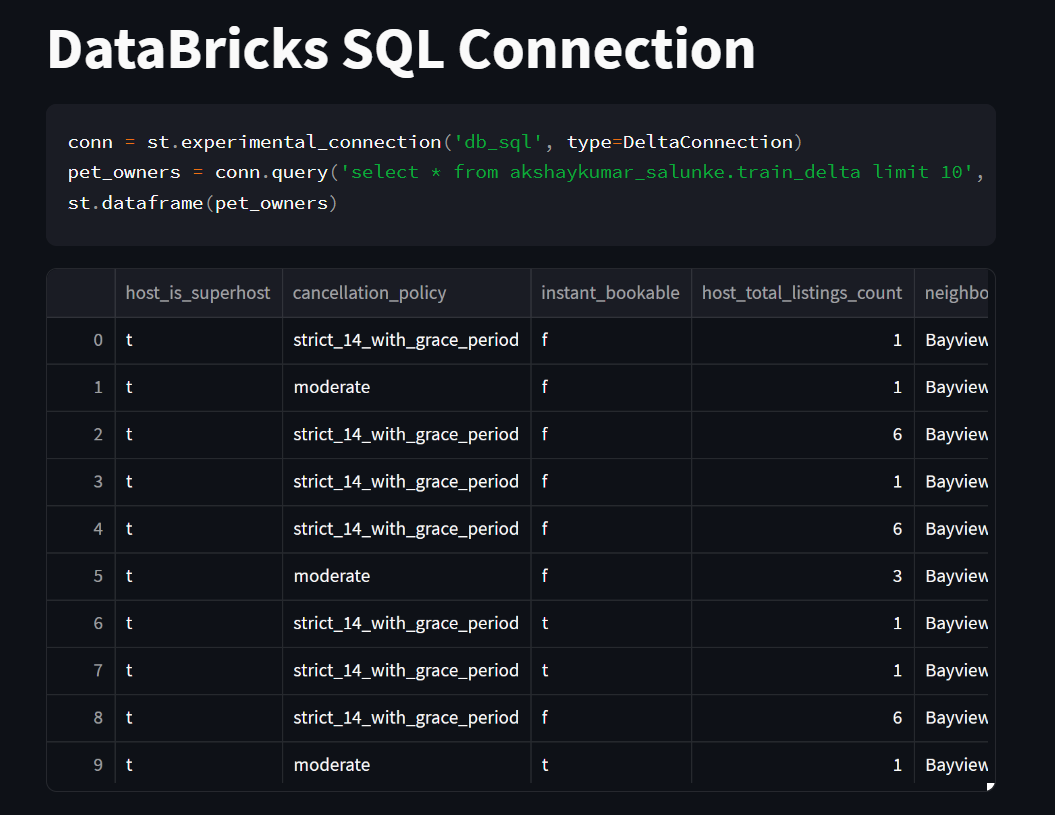 DataBricks SQL Connection
conn = st.experimental_connection('db_sql', type=DeltaConnection)
pet_owners = conn.query('select * from akshaykumar_salunke.train_delta limit 10',
st.dataframe(pet_owners)
host_is_superhost cancellation_policy instant_bookable host_total_listings_count neighbo
0 t strict_14_with_grace_period f 1 Bayview
1 t moderate f 1 Bayview
2 t strict_14_with_grace_period f 6 Bayview
3 t strict_14_with_grace_period f 1 Bayview
4 t strict_14_with_grace_period f 6 Bayview
5 t moderate f 3 Bayview
6 t strict_14_with_grace_period t 1 Bayview
7 t strict_14_with_grace_period t 1 Bayview
8 t strict_14_with_grace_period f 6 Bayview
9 t moderate t 1 Bayview